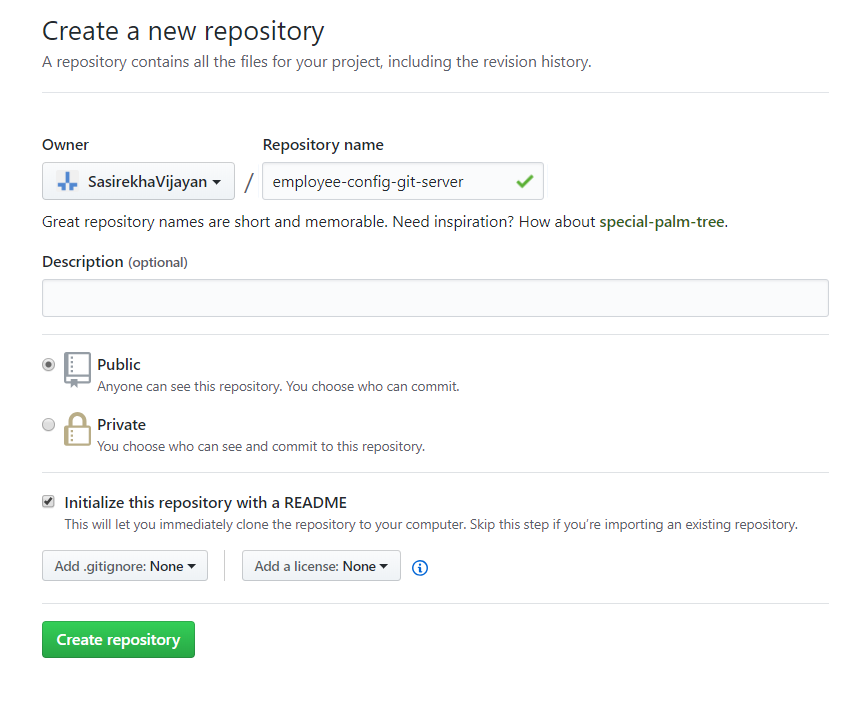 Create a new repository
A repository contains all the files for your project, including the revision history.
Owner Repository name
SasirekhaVijayan / employee-config-git-server
Great repository names are short and memorable. Need inspiration? How about special-palm-tree.
Description (optional)
Public
Anyone can see this repository. You choose who can commit.
Private
You choose who can see and commit to this repository.
Initialize this repository with a README
This will let you immediately clone the repository to your computer. Skip this step if you’re importing an existing repository.
Add .gitignore: None Add a license: None
Create repository